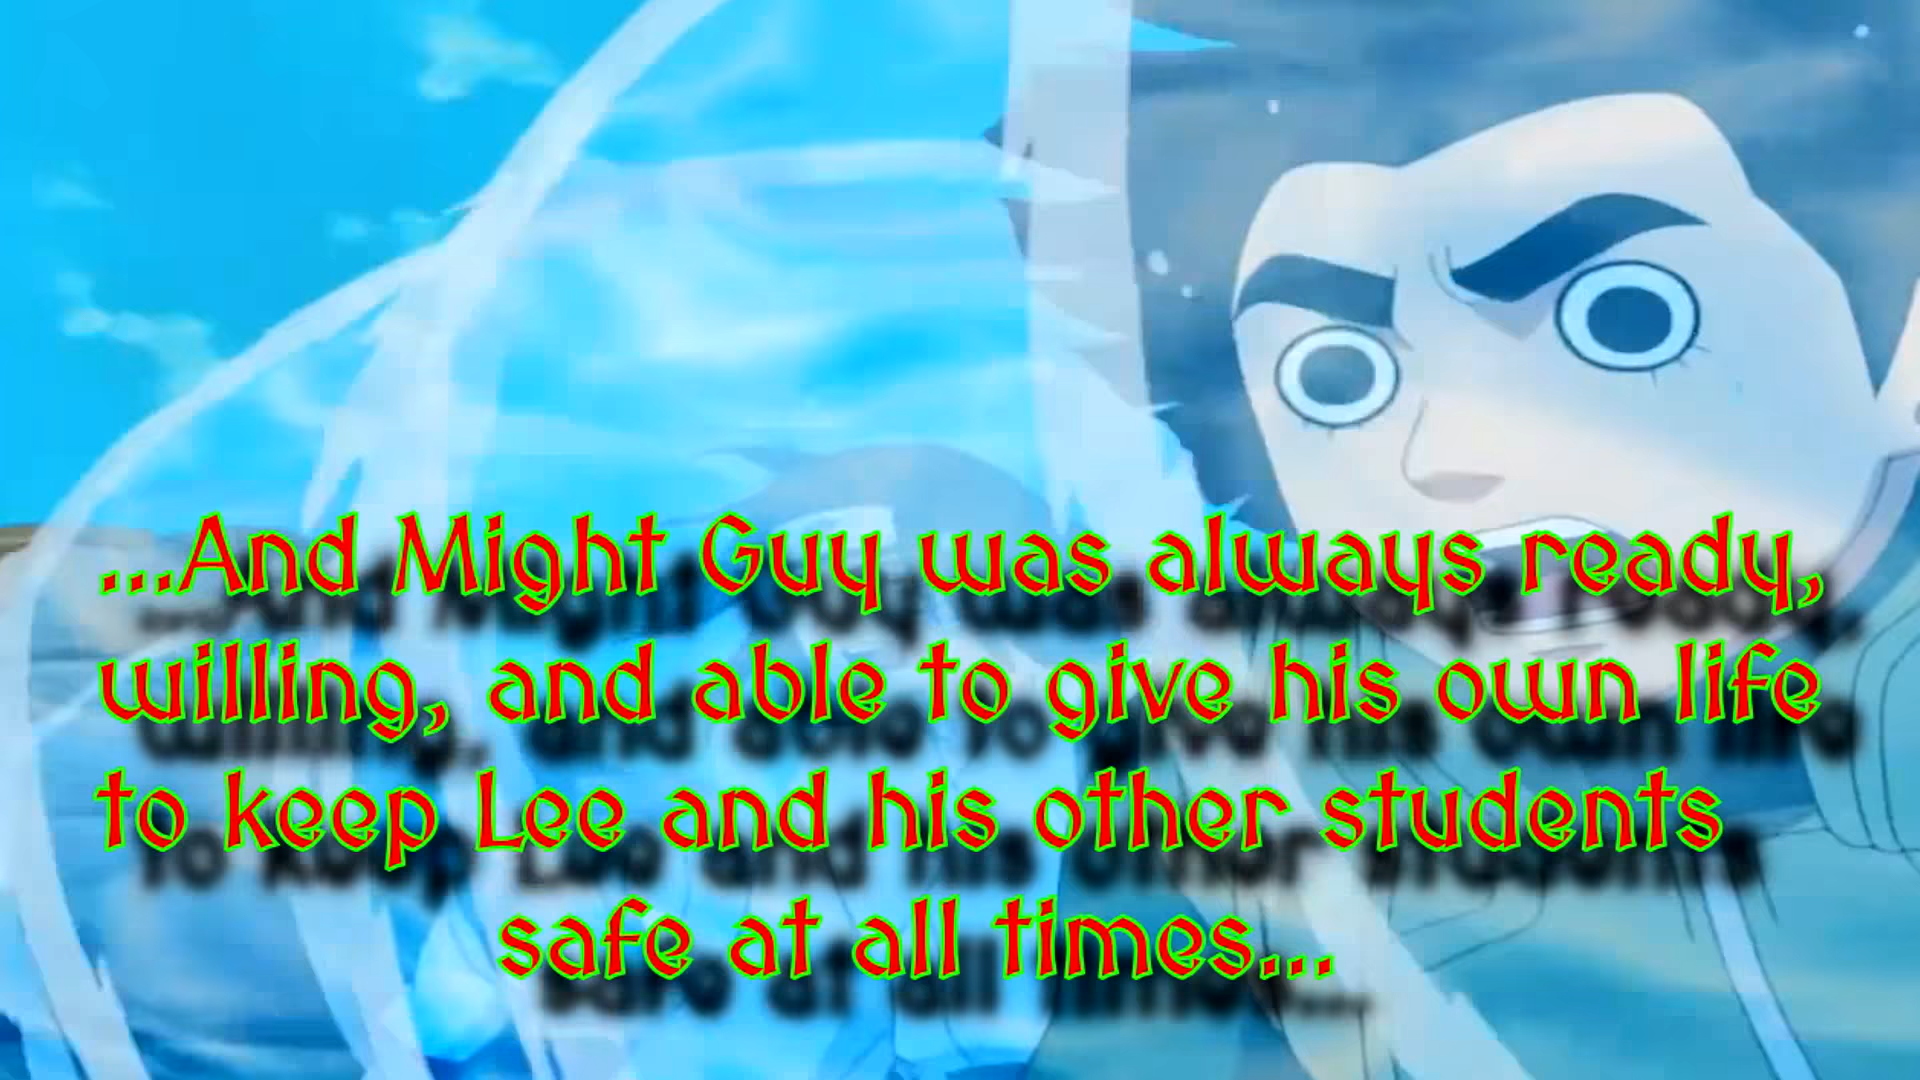 ...And Might Guy was always ready,
willing, and able to give his own life
to keep Lee and his other students
safe at all times...